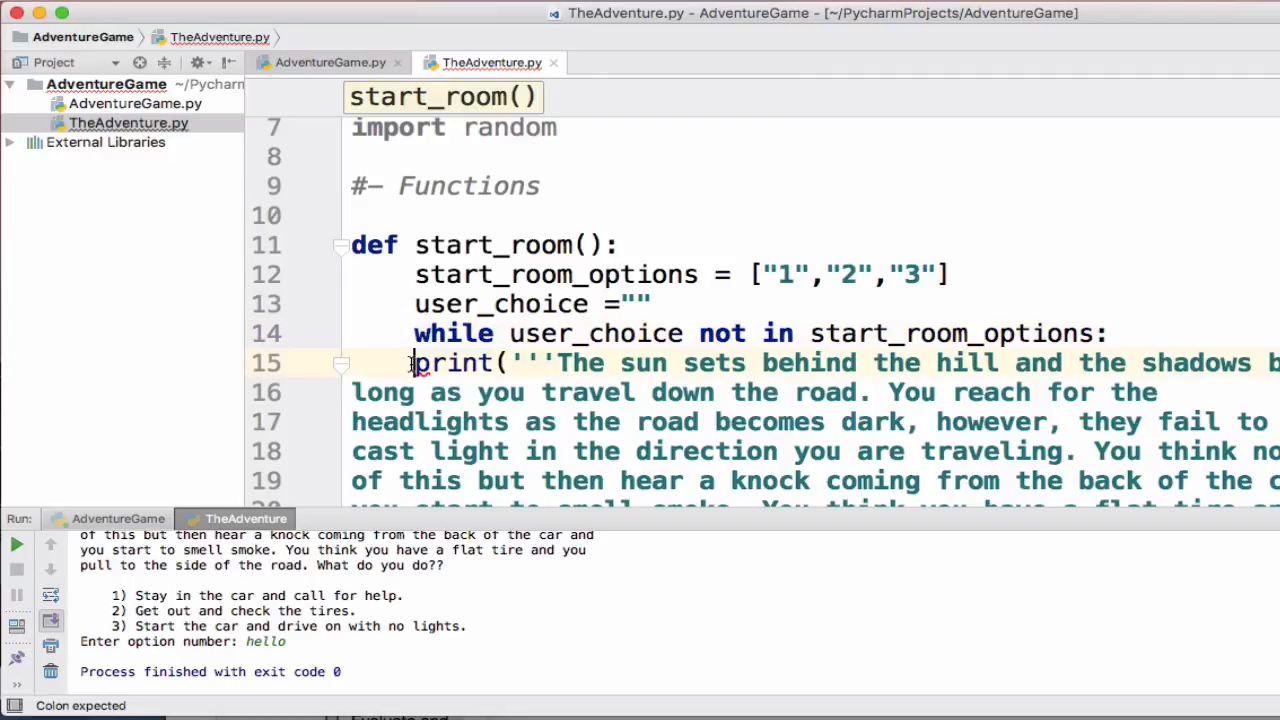 TheAdventure.py - AdventureGame - [~/PycharmProjects/AdventureGame]
AdventureGame
TheAdventure.py
Project
AdventureGame.py
TheAdventure.py
AdventureGame ~/Pycharm
AdventureGame.py
TheAdventure.py
External Libraries
start_room()
7 import random
8
9 #- Functions
10
11 def start_room():
12 start_room_options = ["1","2","3"]
13 user_choice =""
14 while user_choice not in start_room_options:
15 print('''The sun sets behind the hill and the shadows
16 long as you travel down the road. You reach for the
17 headlights as the road becomes dark, however, they fail to
18 cast light in the direction you are traveling. You think no
19 of this but then hear a knock coming from the back of the c
Run: AdventureGame TheAdventure
of this but then hear a knock coming from the back of the car and
you start to smell smoke. You think you have a flat tire and you
pull to the side of the road. What do you do??
1) Stay in the car and call for help.
2) Get out and check the tires.
3) Start the car and drive on with no lights.
Enter option number: hello
Process finished with exit code 0
Colon expected